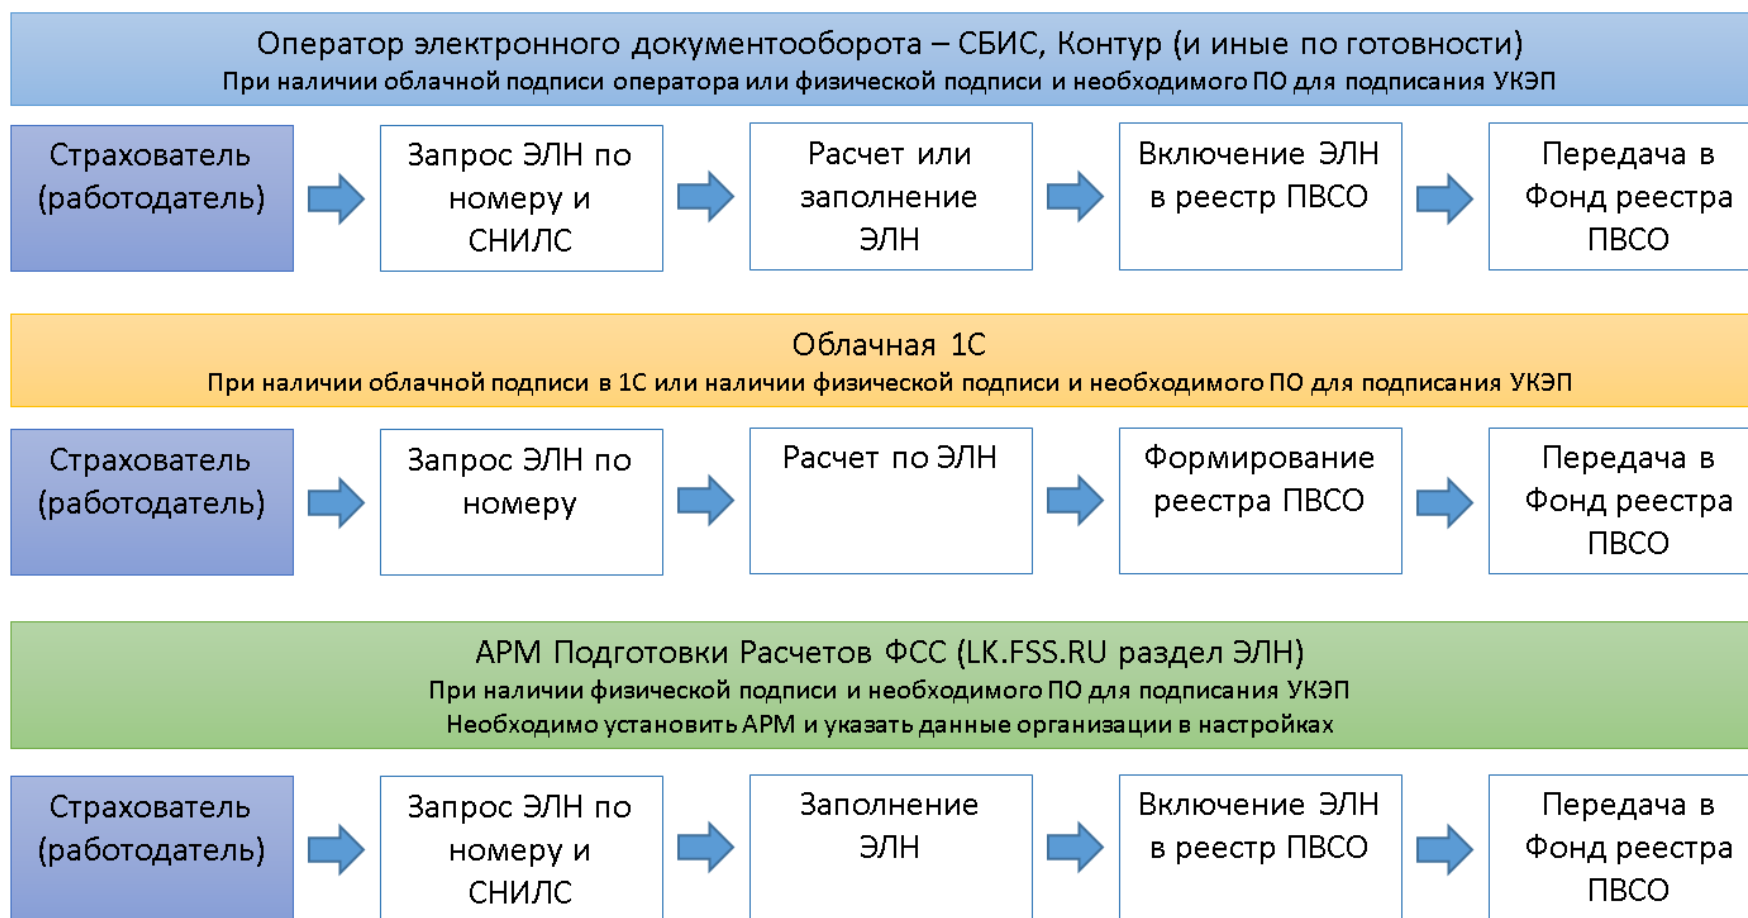 Оператор электронного документооборота – СБИС, Контур (и иные по готовности)
При наличии облачной подписи оператора или физической подписи и необходимого ПО для подписания УКЭП
Страхователь
(работодатель)
Запрос ЭЛН по
номеру и
СНИЛС
Расчет или
заполнение
ЭЛН
Включение ЭЛН
в реестр ПВСО
Передача в
Фонд реестра
ПВСО
Облачная 1С
При наличии облачной подписи в 1С или наличии физической подписи и необходимого ПО для подписания УКЭП
Страхователь
(работодатель)
Запрос ЭЛН по
номеру
Расчет по ЭЛН
Формирование
реестра ПВСО
Передача в
Фонд реестра
ПВСО
АРМ Подготовки Расчетов ФСС (LK.FSS.RU раздел ЭЛН)
При наличии физической подписи и необходимого ПО для подписания УКЭП
Необходимо установить АРМ и указать данные организации в настройках
Страхователь
(работодатель)
Запрос ЭЛН по
номеру и
СНИЛС
Заполнение
ЭЛН
Включение ЭЛН
в реестр ПВСО
Передача в
Фонд реестра
ПВСО